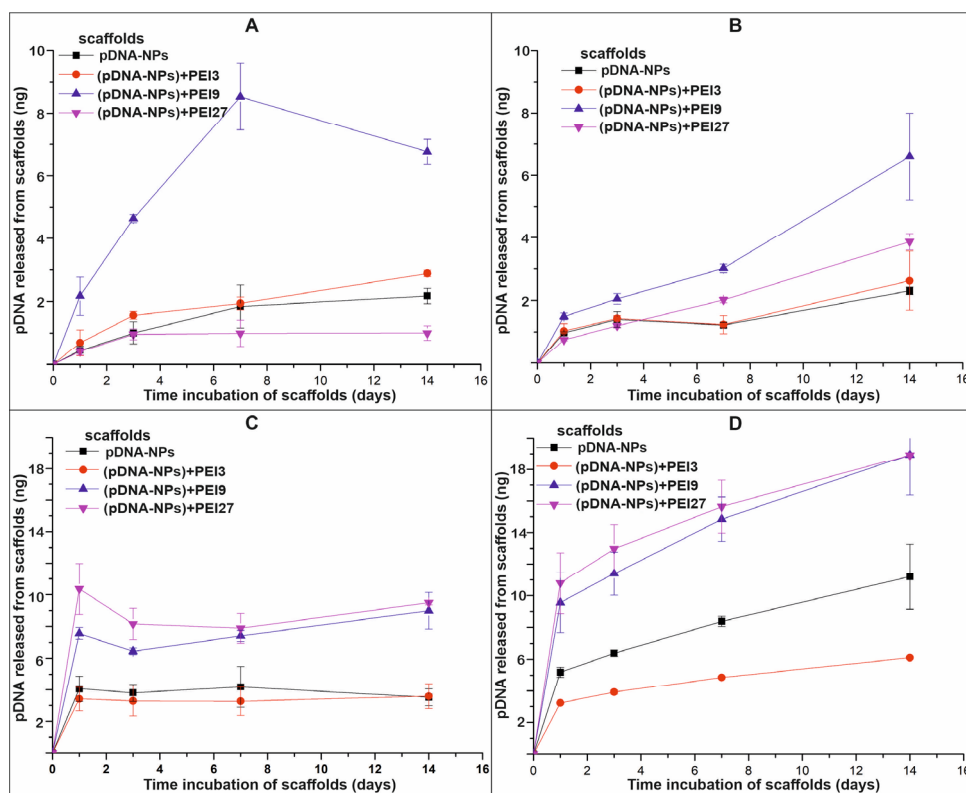 A
scaffolds
pDNA-NPs
(pDNA-NPs)+PEI3
(pDNA-NPs)+PEI9
(pDNA-NPs)+PEI27
pDNA released from scaffolds (ng)
10
8
6
4
2
0
0 2 4 6 8 10 12 14 16
Time incubation of scaffolds (days)
B
scaffolds
pDNA-NPs
(pDNA-NPs)+PEI3
(pDNA-NPs)+PEI9
(pDNA-NPs)+PEI27
pDNA released from scaffolds (ng)
10
8
6
4
2
0
0 2 4 6 8 10 12 14 16
Time incubation of scaffolds (days)
C
scaffolds
pDNA-NPs
(pDNA-NPs)+PEI3
(pDNA-NPs)+PEI9
(pDNA-NPs)+PEI27
pDNA released from scaffolds (ng)
18
14
10
6
2
0 2 4 6 8 10 12 14 16
Time incubation of scaffolds (days)
D
scaffolds
pDNA-NPs
(pDNA-NPs)+PEI3
(pDNA-NPs)+PEI9
(pDNA-NPs)+PEI27
pDNA released from scaffolds (ng)
18
14
10
6
2
0 2 4 6 8 10 12 14 16
Time incubation of scaffolds (days)